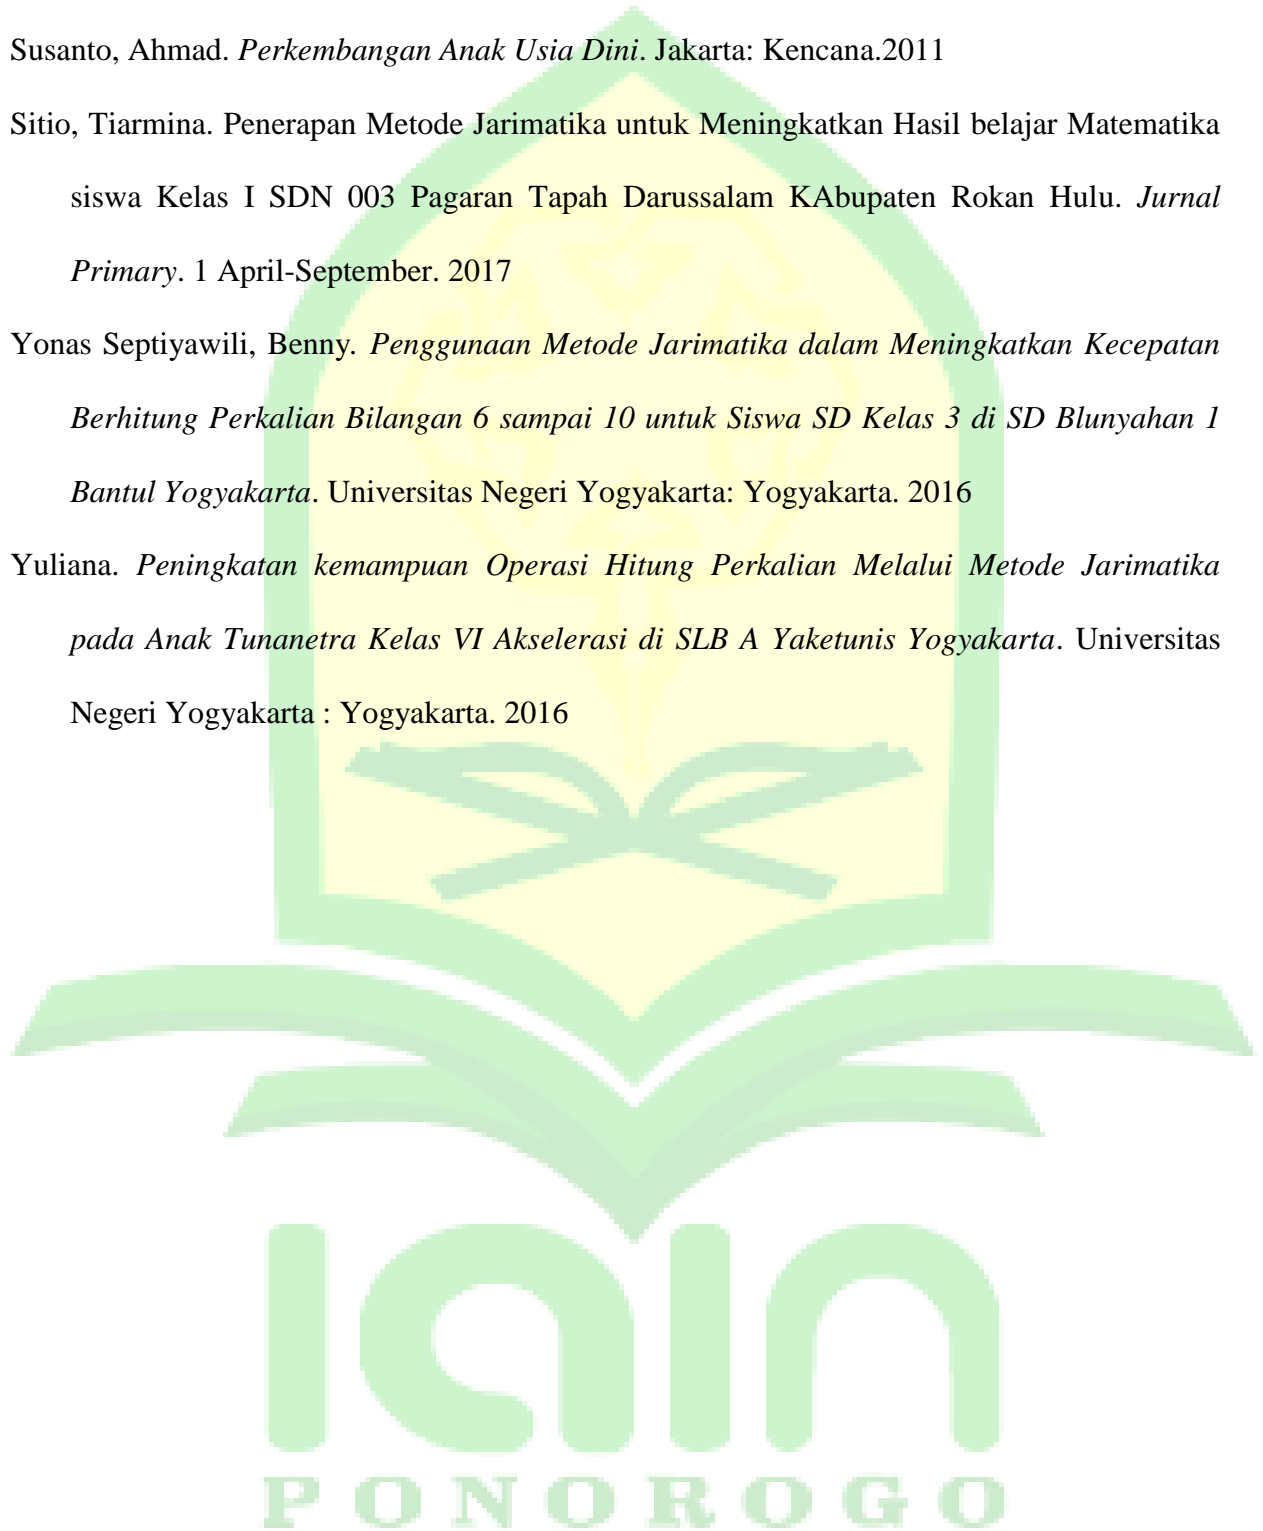 Susanto, Ahmad. Perkembangan Anak Usia Dini. Jakarta: Kencana.2011
Sitio, Tiarmina. Penerapan Metode Jarimatika untuk Meningkatkan Hasil belajar Matematika
siswa Kelas I SDN 003 Pagaran Tapah Darussalam KAbupaten Rokan Hulu. Jurnal
Primary. 1 April-September. 2017
Yonas Septiyawili, Benny. Penggunaan Metode Jarimatika dalam Meningkatkan Kecepatan
Berhitung Perkalian Bilangan 6 sampai 10 untuk Siswa SD Kelas 3 di SD Blunyahan 1
Bantul Yogyakarta. Universitas Negeri Yogyakarta: Yogyakarta. 2016
Yuliana. Peningkatan kemampuan Operasi Hitung Perkalian Melalui Metode Jarimatika
pada Anak Tunanetra Kelas VI Akselerasi di SLB A Yaketunis Yogyakarta. Universitas
Negeri Yogyakarta : Yogyakarta. 2016
iain
PONOROGO